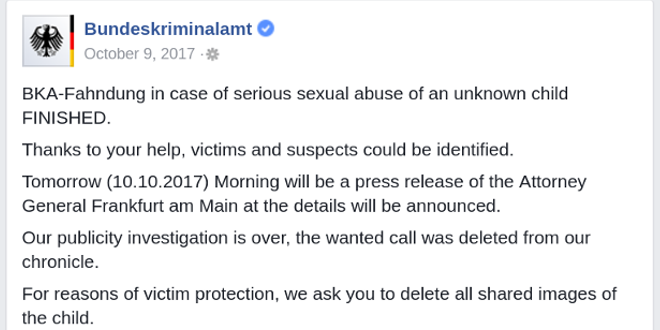 Bundeskriminalamt
October 9, 2017 ·
BKA-Fahndung in case of serious sexual abuse of an unknown child
FINISHED.
Thanks to your help, victims and suspects could be identified.
Tomorrow (10.10.2017) Morning will be a press release of the Attorney
General Frankfurt am Main at the details will be announced.
Our publicity investigation is over, the wanted call was deleted from our
chronicle.
For reasons of victim protection, we ask you to delete all shared images of
the child.